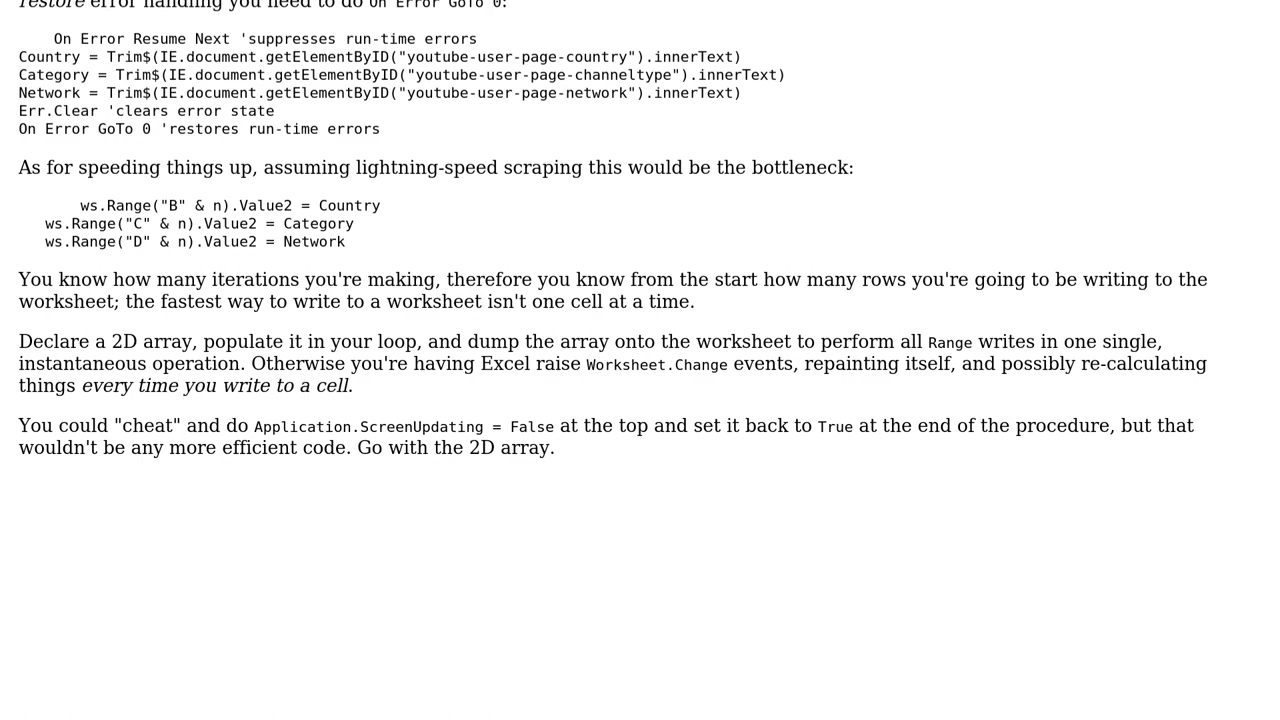 restore error handling you need to do On Error GoTo 0:
On Error Resume Next 'suppresses run-time errors
Country = Trim$(IE.document.getElementByID("youtube-user-page-country").innerText)
Category = Trim$(IE.document.getElementByID("youtube-user-page-channeltype").innerText)
Network = Trim$(IE.document.getElementByID("youtube-user-page-network").innerText)
Err.Clear 'clears error state
On Error GoTo 0 'restores run-time errors
As for speeding things up, assuming lightning-speed scraping this would be the bottleneck:
ws.Range("B" & n).Value2 = Country
ws.Range("C" & n).Value2 = Category
ws.Range("D" & n).Value2 = Network
You know how many iterations you're making, therefore you know from the start how many rows you're going to be writing to the
worksheet; the fastest way to write to a worksheet isn't one cell at a time.
Declare a 2D array, populate it in your loop, and dump the array onto the worksheet to perform all Range writes in one single,
instantaneous operation. Otherwise you're having Excel raise Worksheet.Change events, repainting itself, and possibly re-calculating
things every time you write to a cell.
You could "cheat" and do Application.ScreenUpdating = False at the top and set it back to True at the end of the procedure, but that
wouldn't be any more efficient code. Go with the 2D array.